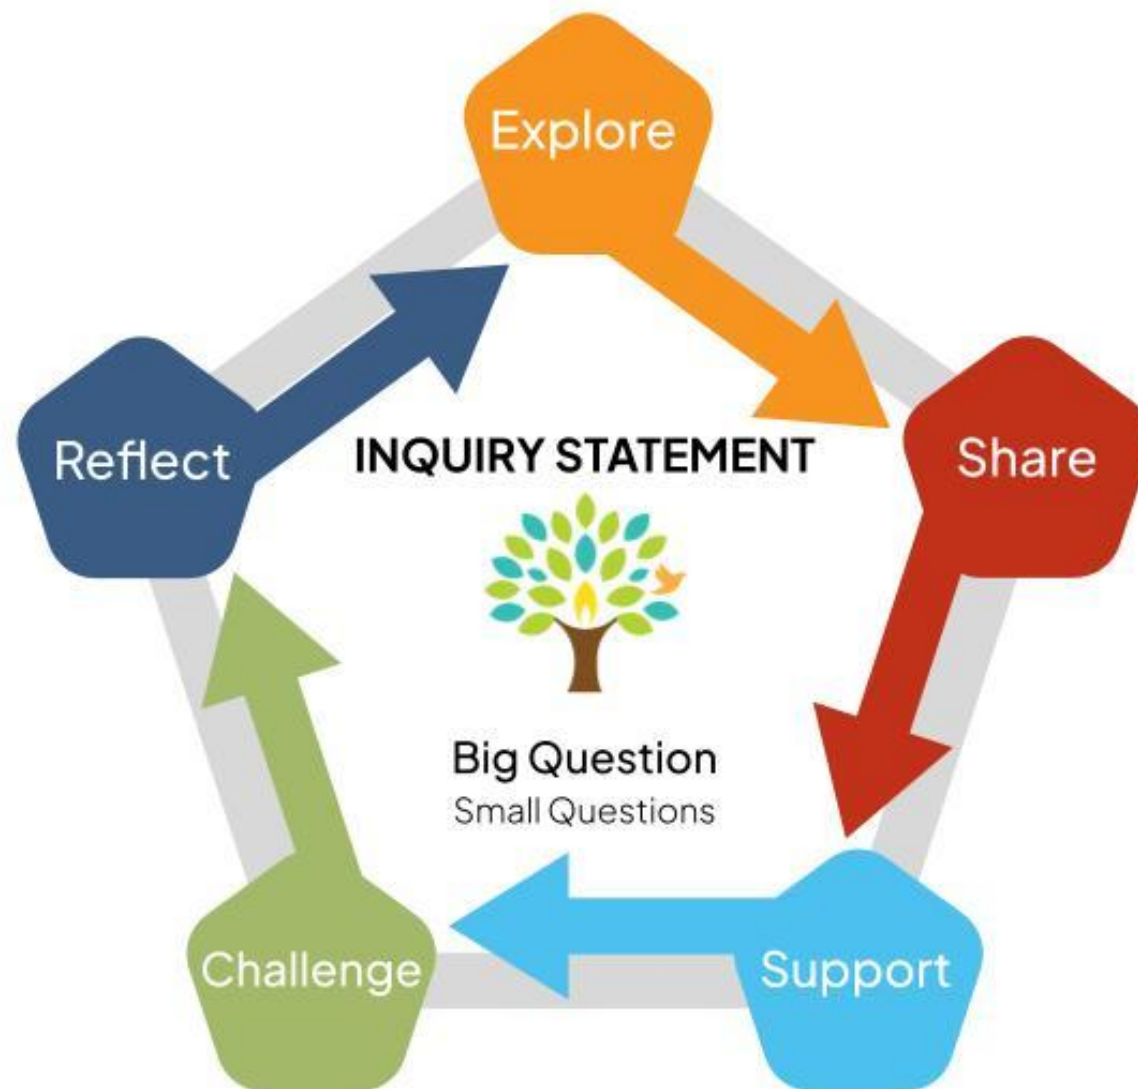 Explore
Share
Reflect
INQUIRY STATEMENT
Big Question
Small Questions
Challenge
Support